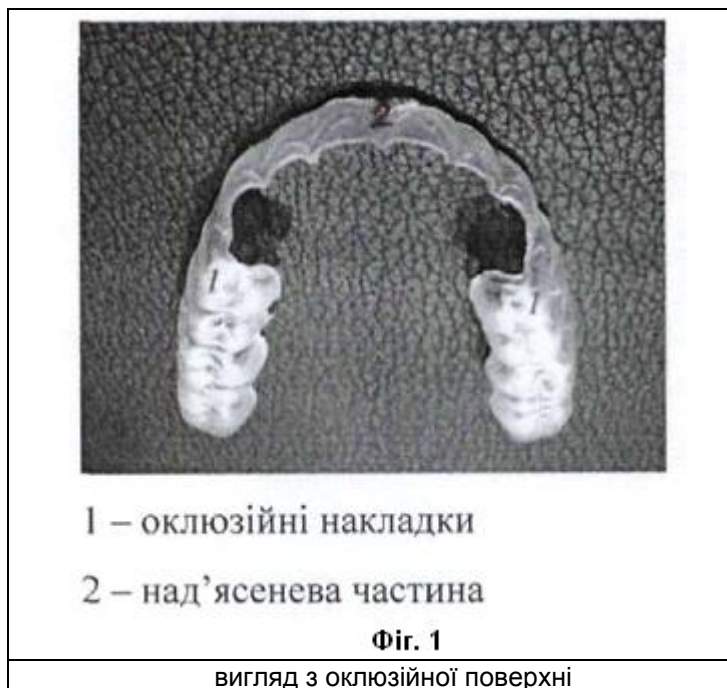 2
1
1
1 – оклюзійні накладки
2 – над’ясенева частина
Фіг. 1
вигляд з оклюзійної поверхні